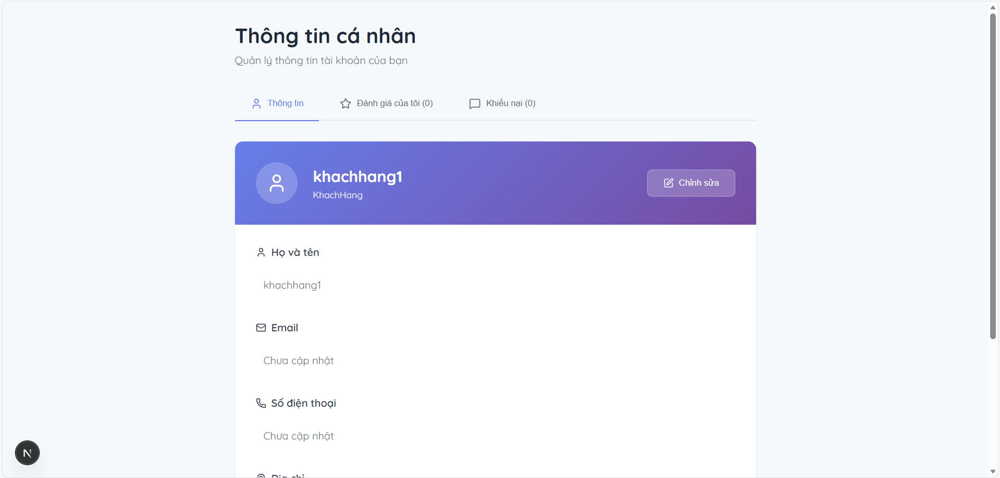 Thông tin cá nhân
Quản lý thông tin tài khoản của bạn
Thông tin
Đánh giá của tôi (0)
Khiếu nại (0)
khachhang1
KhachHang
Chỉnh sửa
Họ và tên
khachhang1
Email
Chưa cập nhật
Số điện thoại
Chưa cập nhật
N
Địa chỉ